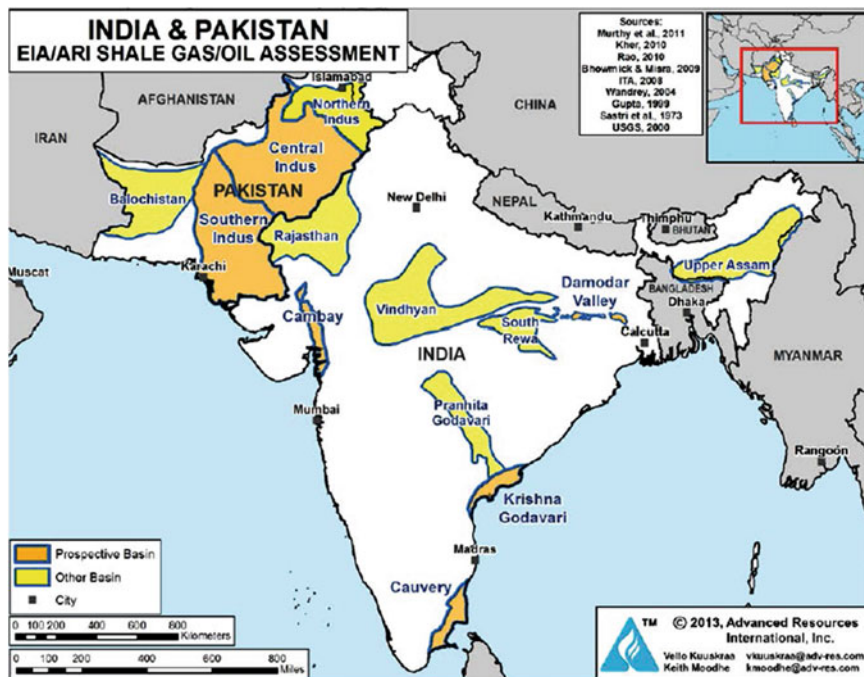 INDIA & PAKISTAN
EIA/ARI SHALE GAS/OIL ASSESSMENT
Sources:
Murthy et al., 2011
Kher, 2010
Rao, 2010
Bhowmick & Misra, 2009
ITA, 2008
Wandrey, 2004
Gupta, 1999
Sastri et al., 1973
USGS, 2000
Islamabad
AFGHANISTAN
Northern
Indus
CHINA
IRAN
Central
Indus
Balochistan
PAKISTAN
New Delhi
NEPAL
Southern
Indus
Rajasthan
Kathmandu
Thimphu
BHUTAN
Muscat
Karachi
Upper Assam
Damodar
Valley
BANGLADESH
Dhaka
Cambay
Vindhyan
South
Rewa
Calcutta
INDIA
MYANMAR
Mumbai
Pranhita
Godavari
Rangoon
Krishna
Godavari
Madras
Cauvery
Prospective Basin
Other Basin
City
0 100 200 400 600 800
Kilometers
0 100 200 400 600 800
Miles
TM
© 2013, Advanced Resources
International, Inc.
Vello Kuuskraa vkuuskraa@adv-res.com
Keith Moodhe kmoodhe@adv-res.com